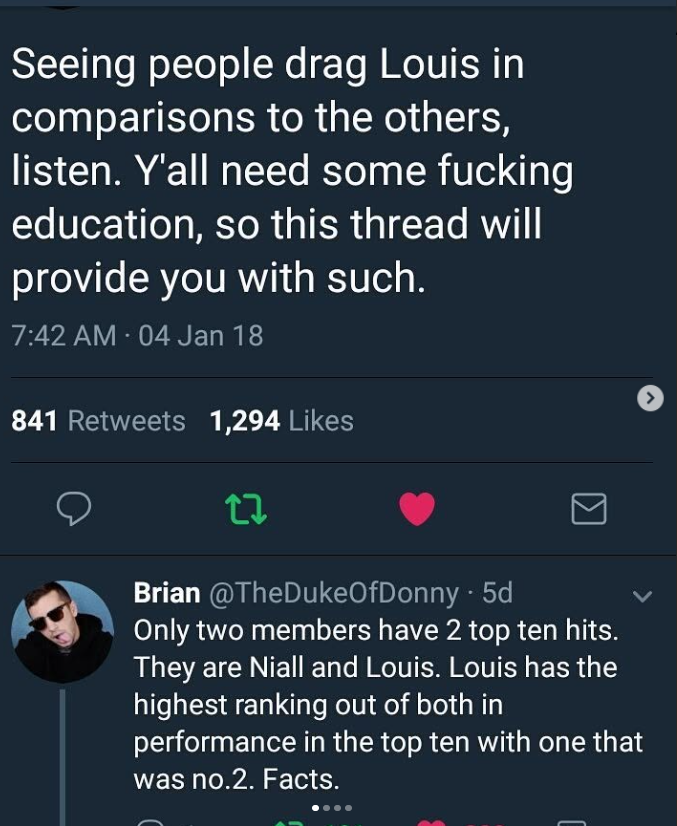 Seeing people drag Louis in
comparisons to the others,
listen. Y'all need some fucking
education, so this thread will
provide you with such.
7:42 AM · 04 Jan 18
841 Retweets 1,294 Likes
Brian @TheDukeOfDonny · 5d
Only two members have 2 top ten hits.
They are Niall and Louis. Louis has the
highest ranking out of both in
performance in the top ten with one that
was no.2. Facts.